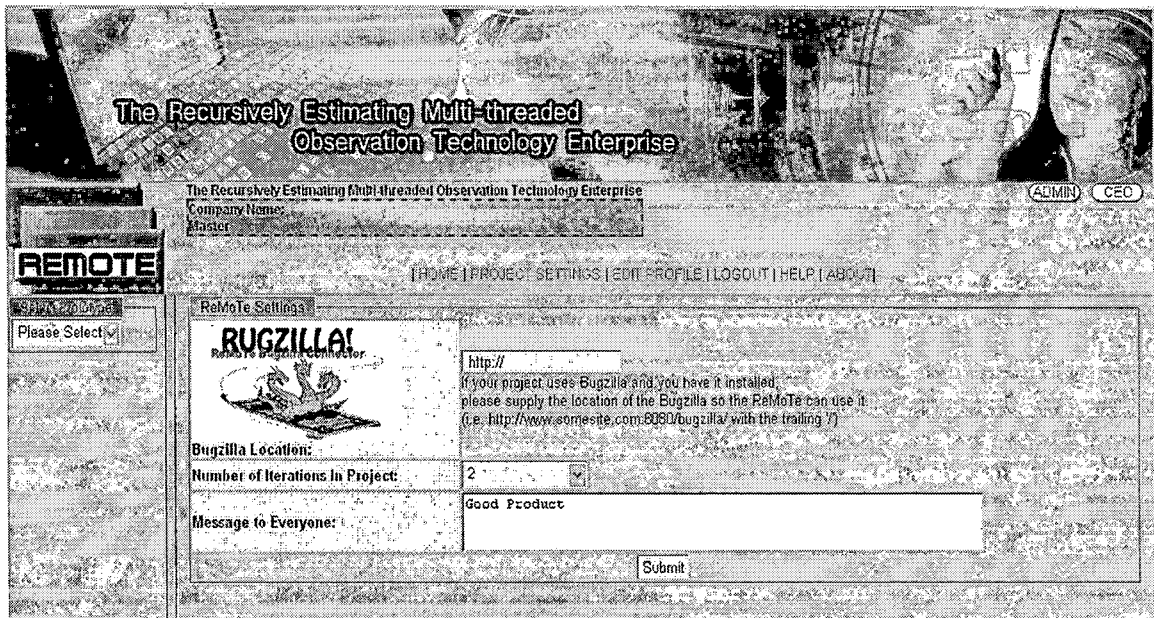 The Recursively Estimating Multi-threaded
Observation Technology Enterprise
The Recursively Estimating Multi-threaded Observation Technology Enterprise
Company Name:
Master
ADMIN CEO
REMOTE
[ HOME | PROJECT SETTINGS | EDIT PROFILE | LOGOUT | HELP | ABOUT ]
Please Select
ReMoTe Settings
RUGZILLA!
ReMoTe Bugzilla Connector
http://
If your project uses Bugzilla and you have it installed,
please supply the location of the Bugzilla so the ReMoTe can use it
(i.e. http://www.somesite.com:8080/bugzilla/ with the trailing '/')
Bugzilla Location:
Number of Iterations In Project: 2
Message to Everyone: Good Product
Submit